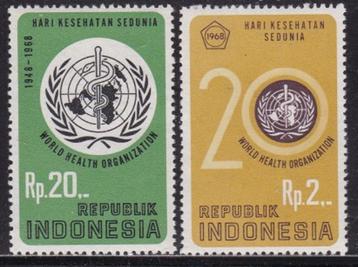 HARI KESEHATAN SEDUNIA
1948-1968
WORLD HEALTH ORGANIZATION
Rp.20,-
REPUBLIK
INDONESIA
1968
HARI KESEHATAN
SEDUNIA
20
WORLD HEALTH ORGANIZATION
Rp.2,-
REPUBLIK
INDONESIA